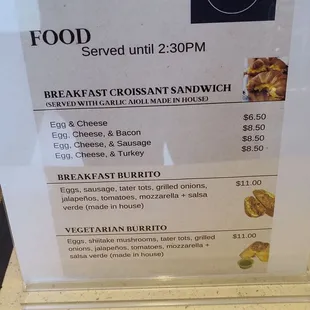 FOOD
Served until 2:30PM
BREAKFAST CROISSANT SANDWICH
(SERVED WITH GARLIC AIOLI MADE IN HOUSE)
Egg & Cheese $6.50
Egg, Cheese, & Bacon $8.50
Egg, Cheese, & Sausage $8.50
Egg, Cheese, & Turkey $8.50
BREAKFAST BURRITO
Eggs, sausage, tater tots, grilled onions, $11.00
jalapeños, tomatoes, mozzarella + salsa
verde (made in house)
VEGETARIAN BURRITO
Eggs, shiitake mushrooms, tater tots, grilled $11.00
onions, jalapeños, tomatoes, mozzarella +
salsa verde (made in house)